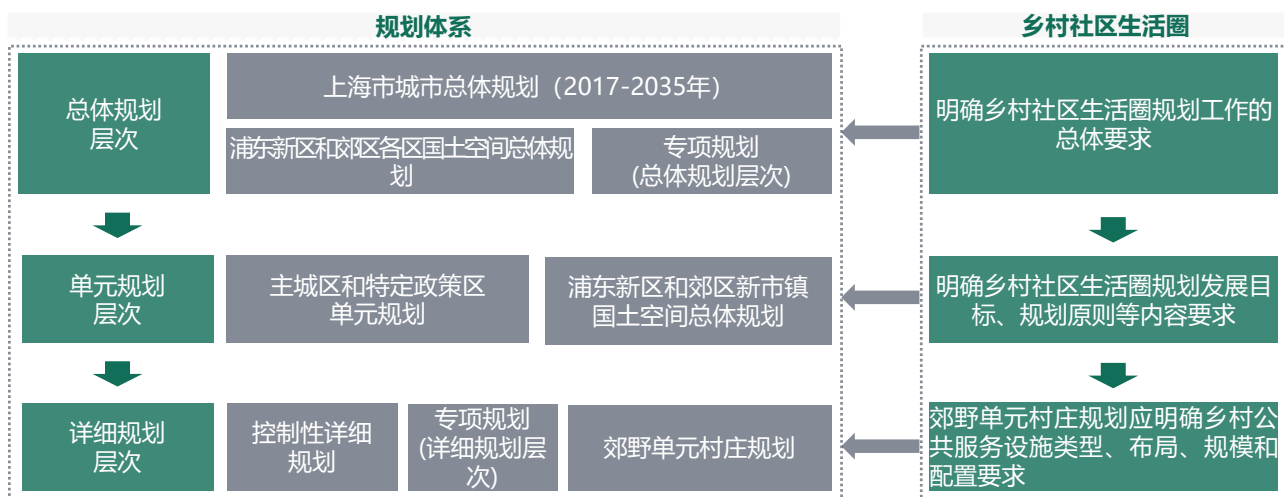 规划体系
乡村社区生活圈
总体规划
层次
上海市城市总体规划（2017-2035年）
浦东新区和郊区各区国土空间总体规
划
专项规划
(总体规划层次)
明确乡村社区生活圈规划工作的
总体要求
单元规划
层次
主城区和特定政策区
单元规划
浦东新区和郊区新市镇
国土空间总体规划
明确乡村社区生活圈规划发展目
标、规划原则等内容要求
详细规划
层次
控制性详细
规划
专项规划
(详细规划层
次)
郊野单元村庄规划
郊野单元村庄规划应明确乡村公
共服务设施类型、布局、规模和
配置要求